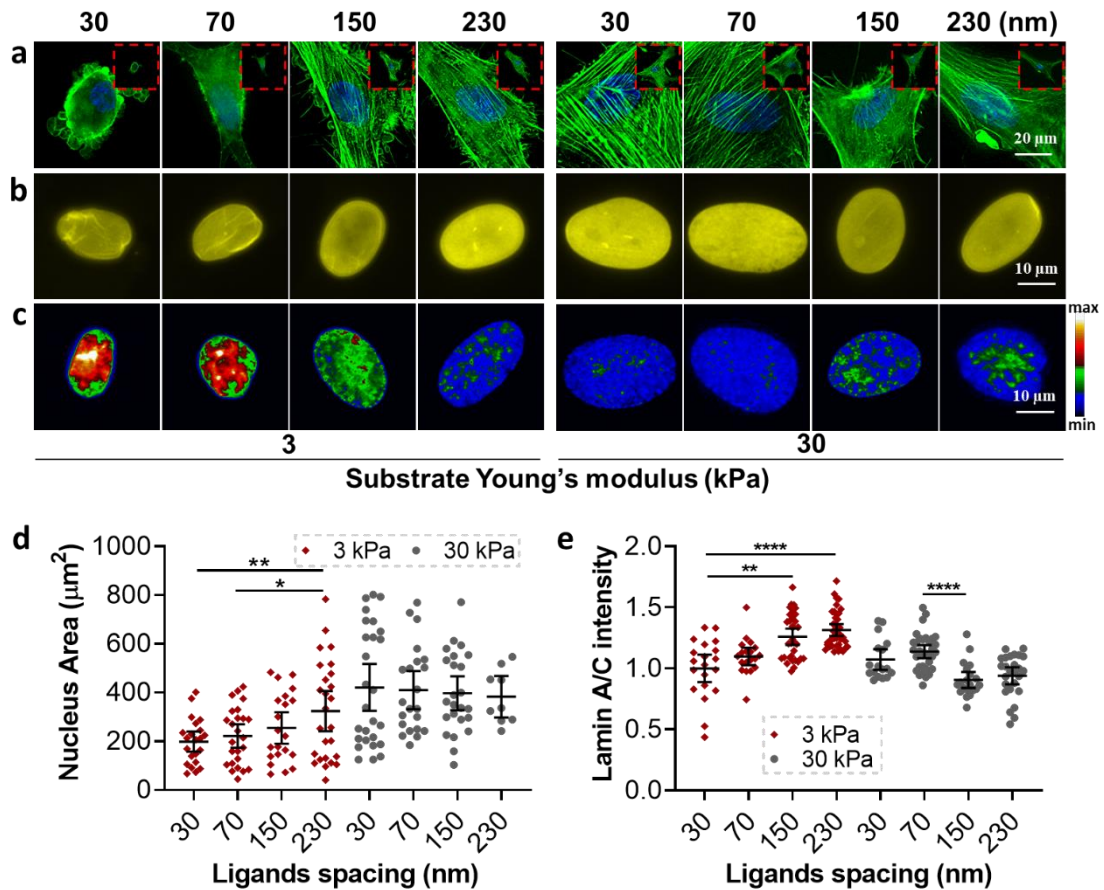 30 70 150 230 30 70 150 230 (nm)
a
20 μm
b
10 μm
c
max
10 μm
min
3 30
Substrate Young's modulus (kPa)
d
1000
800
600
400
200
0
Nucleus Area (μm²)
3 kPa 30 kPa
**
*
30 70 150 230 30 70 150 230
Ligands spacing (nm)
e
2.0
1.5
1.0
0.5
0.0
Lamin A/C intensity
****
**
****
3 kPa
30 kPa
30 70 150 230 30 70 150 230
Ligands spacing (nm)